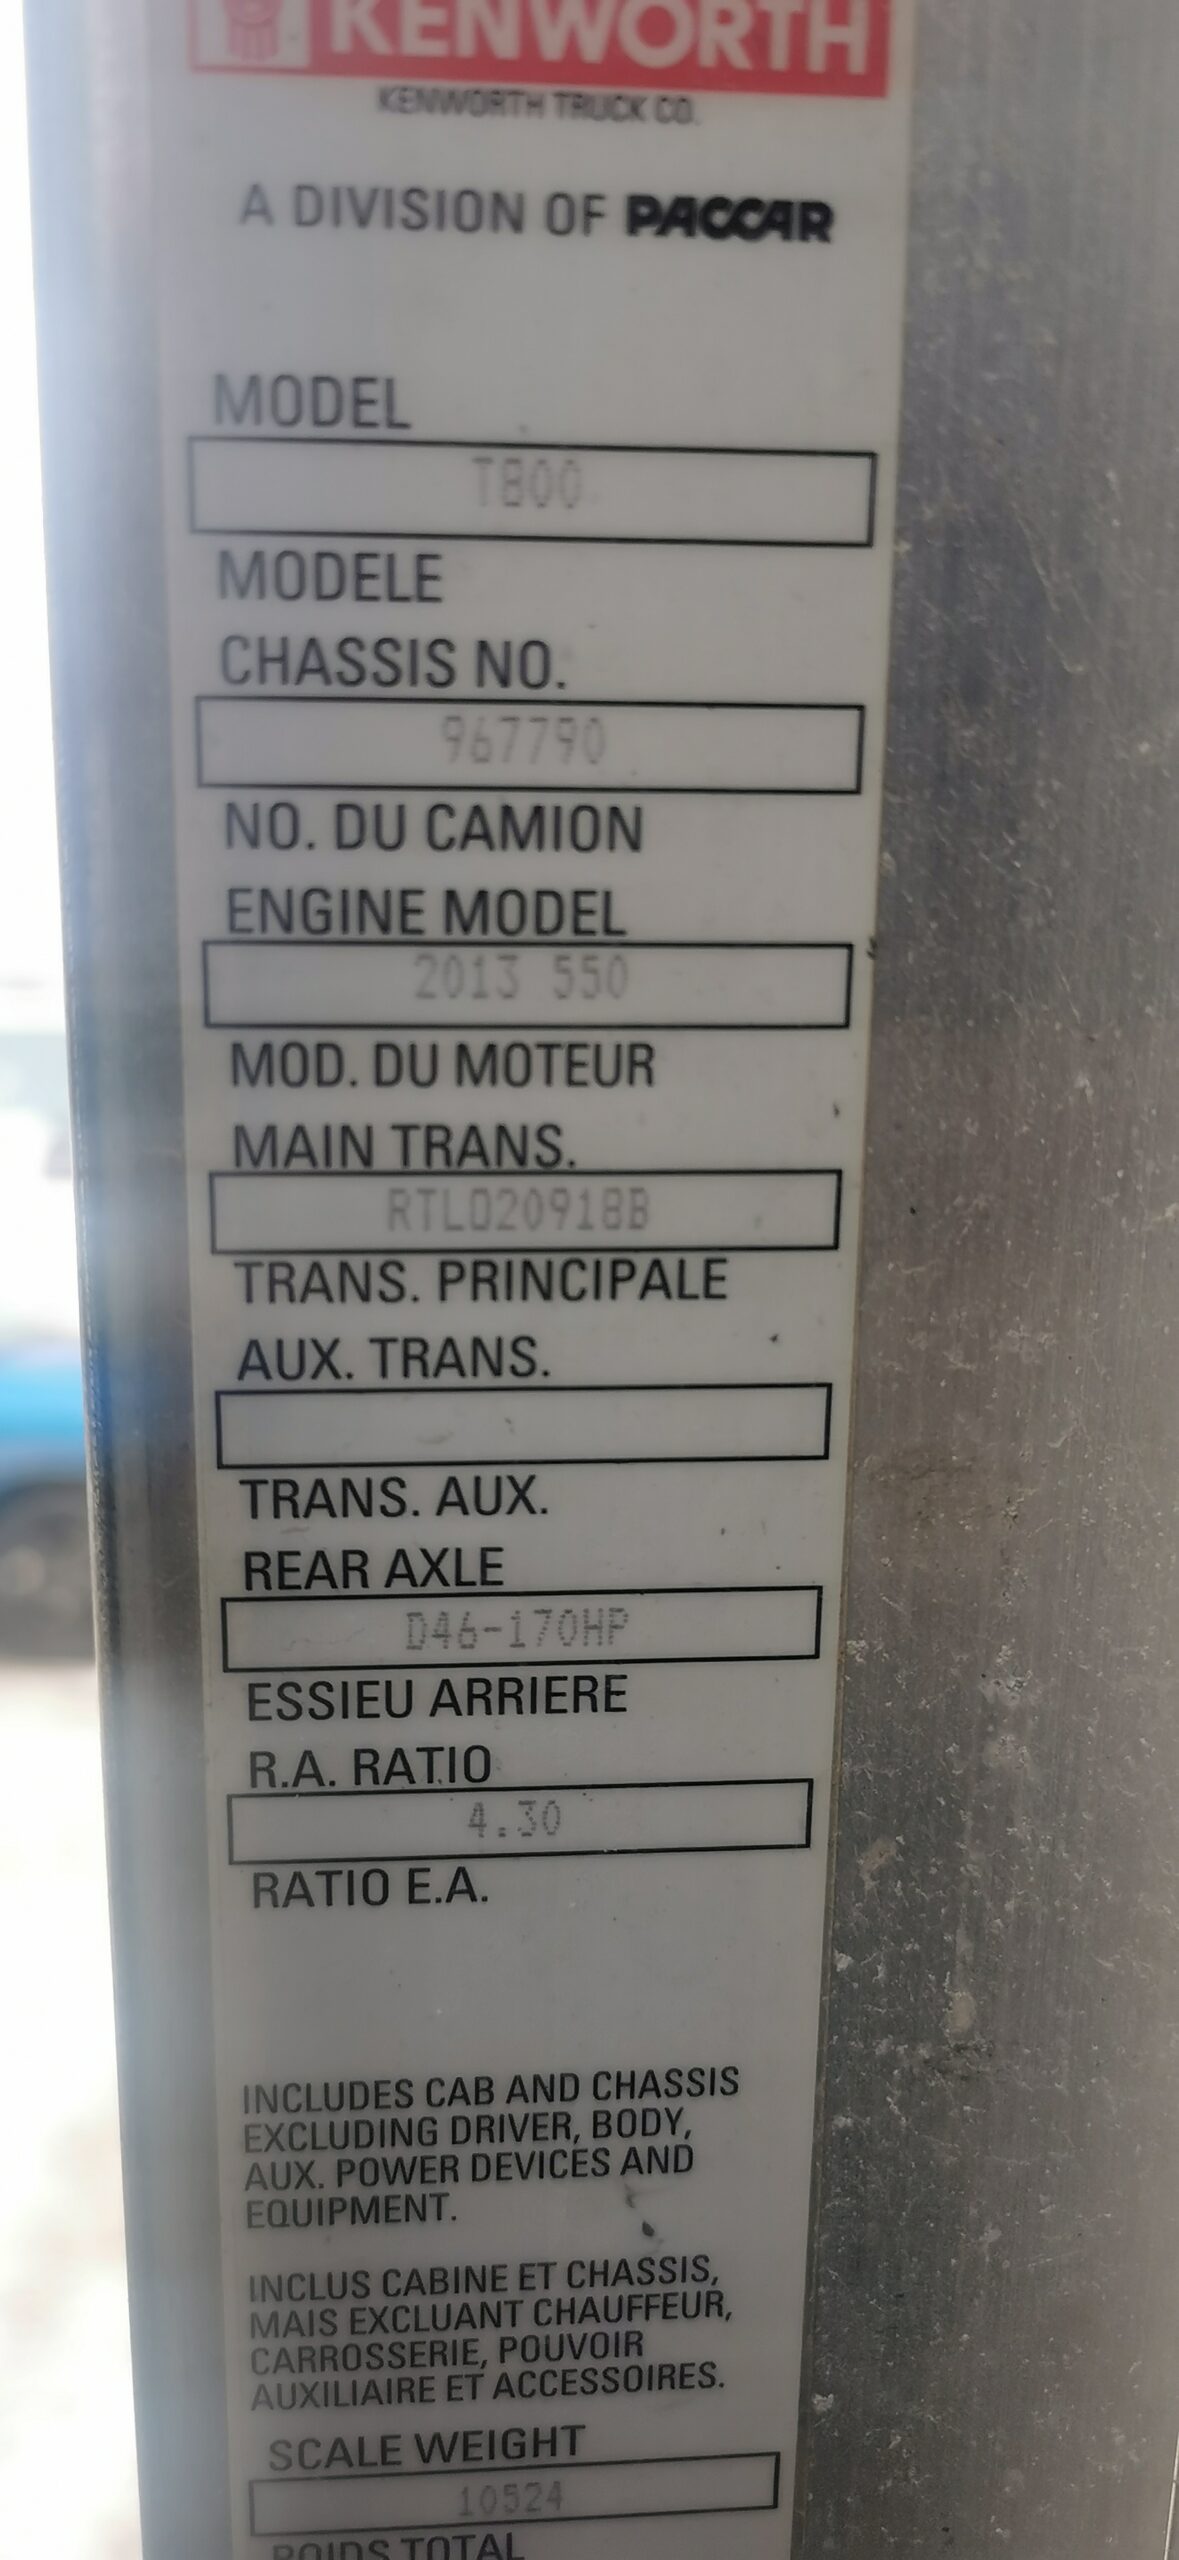 KENWORTH
KENWORTH TRUCK CO.
A DIVISION OF PACCAR
MODEL
T800
MODELE
CHASSIS NO.
967790
NO. DU CAMION
ENGINE MODEL
2013 550
MOD. DU MOTEUR
MAIN TRANS.
RTLO20918B
TRANS. PRINCIPALE
AUX. TRANS.
TRANS. AUX.
REAR AXLE
D46-170HP
ESSIEU ARRIERE
R.A. RATIO
4.30
RATIO E.A.
INCLUDES CAB AND CHASSIS
EXCLUDING DRIVER, BODY,
AUX. POWER DEVICES AND
EQUIPMENT.
INCLUS CABINE ET CHASSIS,
MAIS EXCLUANT CHAUFFEUR,
CARROSSERIE, POUVOIR
AUXILIAIRE ET ACCESSOIRES.
SCALE WEIGHT
10524
POIDS TOTAL